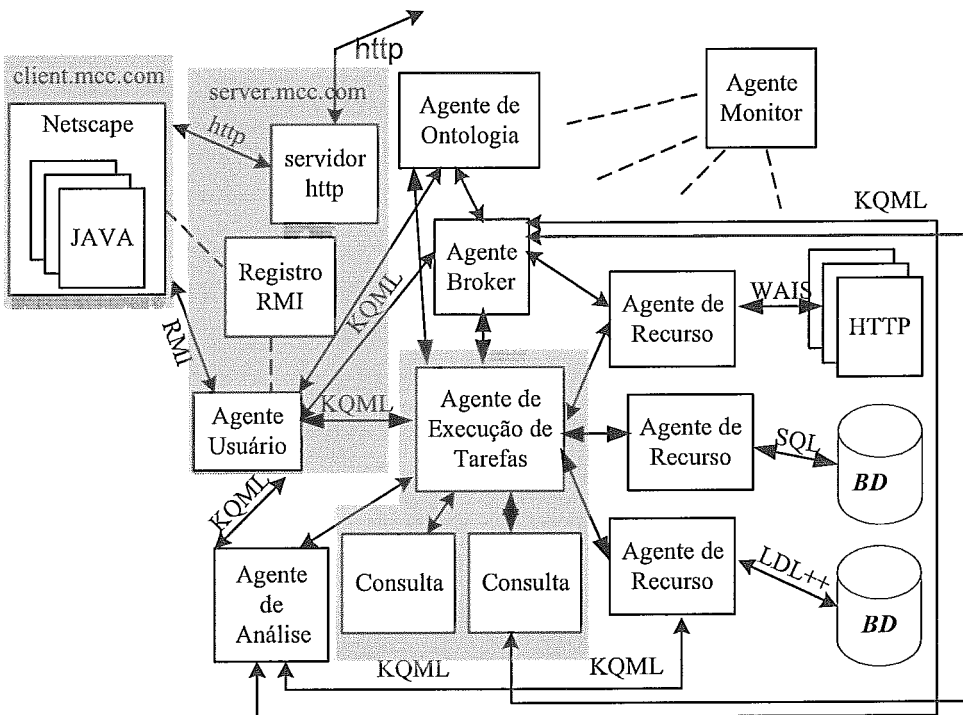 http
client.mcc.com
server.mcc.com
Netscape
JAVA
http
servidor
http
Agente de
Ontologia
Agente
Monitor
KQML
Registro
RMI
KQML
Agente
Broker
Agente de
Recurso
WAIS
HTTP
RMI
Agente
Usuário
KQML
Agente de
Execução de
Tarefas
Agente de
Recurso
SQL
BD
KQML
Agente
de
Análise
Consulta
Consulta
Agente de
Recurso
LDL++
BD
KQML
KQML